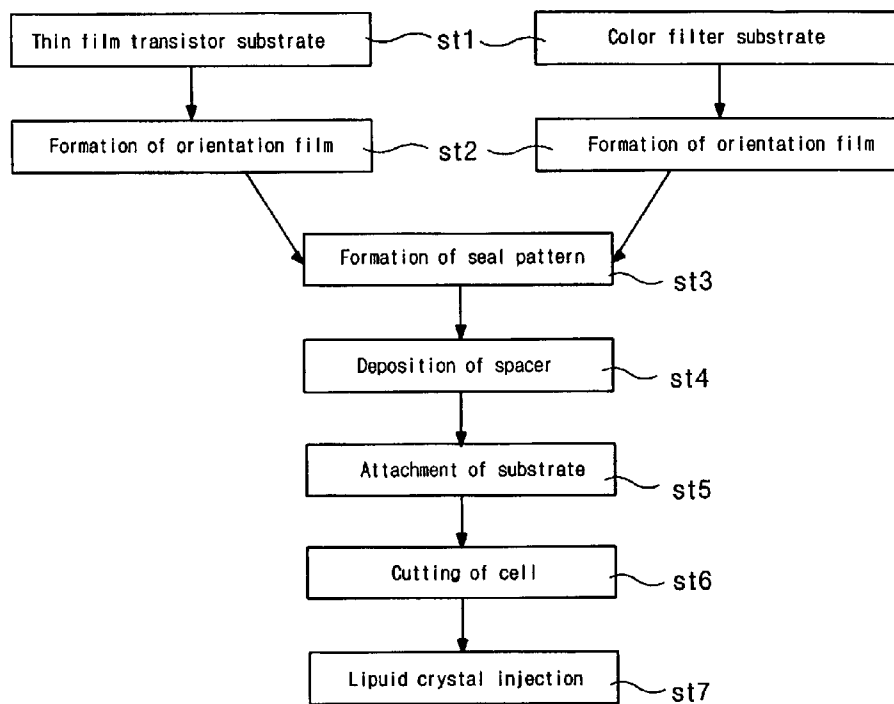 Thin film transistor substrate
st1
Color filter substrate
Formation of orientation film
st2
Formation of orientation film
Formation of seal pattern
st3
Deposition of spacer
st4
Attachment of substrate
st5
Cutting of cell
st6
Lipuid crystal injection
st7